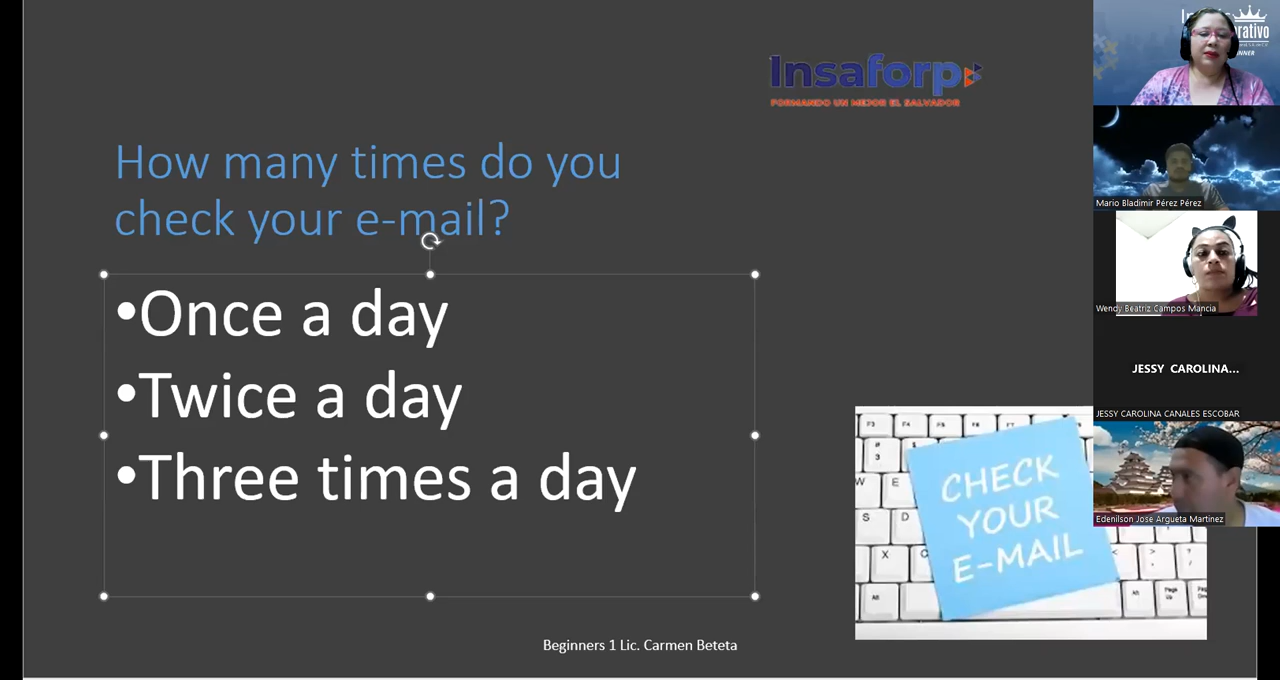 Insaforp
FORMANDO UN MEJOR EL SALVADOR
How many times do you
check your e-mail?
•Once a day
•Twice a day
•Three times a day
CHECK
YOUR
E-MAIL
Beginners 1 Lic. Carmen Beteta
Mario Bladimir Pérez Pérez
Wendy Beatriz Campos Mancia
JESSY CAROLINA...
JESSY CAROLINA CANALES ESCOBAR
Edenilson Jose Argueta Martinez